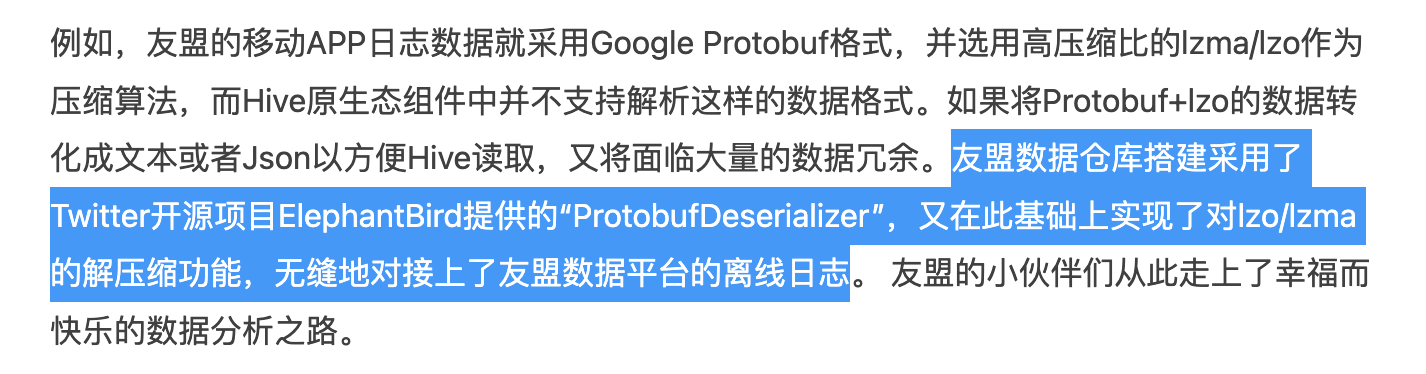 例如，友盟的移动APP日志数据就采用Google Protobuf格式，并选用高压缩比的lzma/lzo作为
压缩算法，而Hive原生态组件中并不支持解析这样的数据格式。如果将Protobuf+lzo的数据转
化成文本或者Json以方便Hive读取，又将面临大量的数据冗余。友盟数据仓库搭建采用了
Twitter开源项目ElephantBird提供的“ProtobufDeserializer”，又在此基础上实现了对lzo/lzma
的解压缩功能，无缝地对接上了友盟数据平台的离线日志。 友盟的小伙伴们从此走上了幸福而
快乐的数据分析之路。